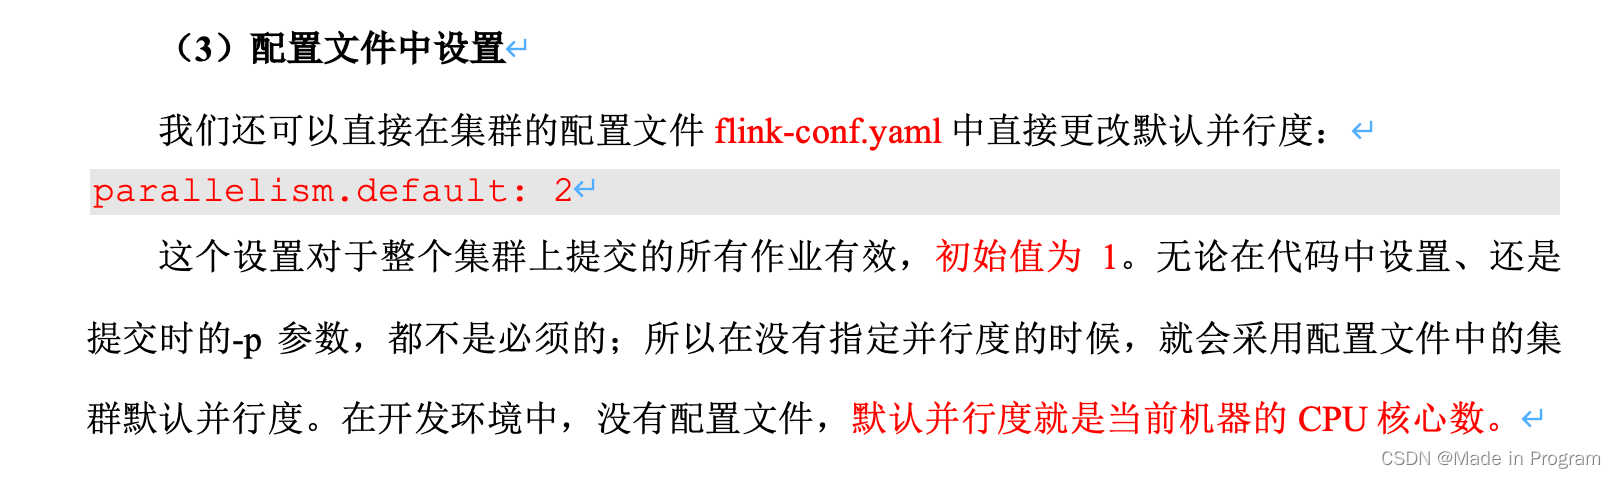 （3）配置文件中设置↵
我们还可以直接在集群的配置文件 flink-conf.yaml 中直接更改默认并行度：↵
parallelism.default: 2↵
这个设置对于整个集群上提交的所有作业有效，初始值为 1。无论在代码中设置、还是
提交时的-p 参数，都不是必须的；所以在没有指定并行度的时候，就会采用配置文件中的集
群默认并行度。在开发环境中，没有配置文件，默认并行度就是当前机器的 CPU 核心数。↵
CSDN @Made in Program